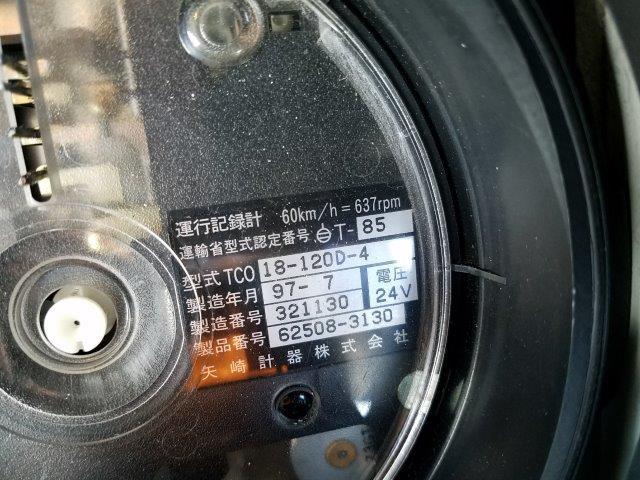 運行記録計 60km/h=637rpm
運輸省型式認定番号 T-85
型式TCO 18-120D-4
製造年月 97-7 電圧
製造番号 321130 24V
製品番号 62508-3130
矢崎計器株式会社